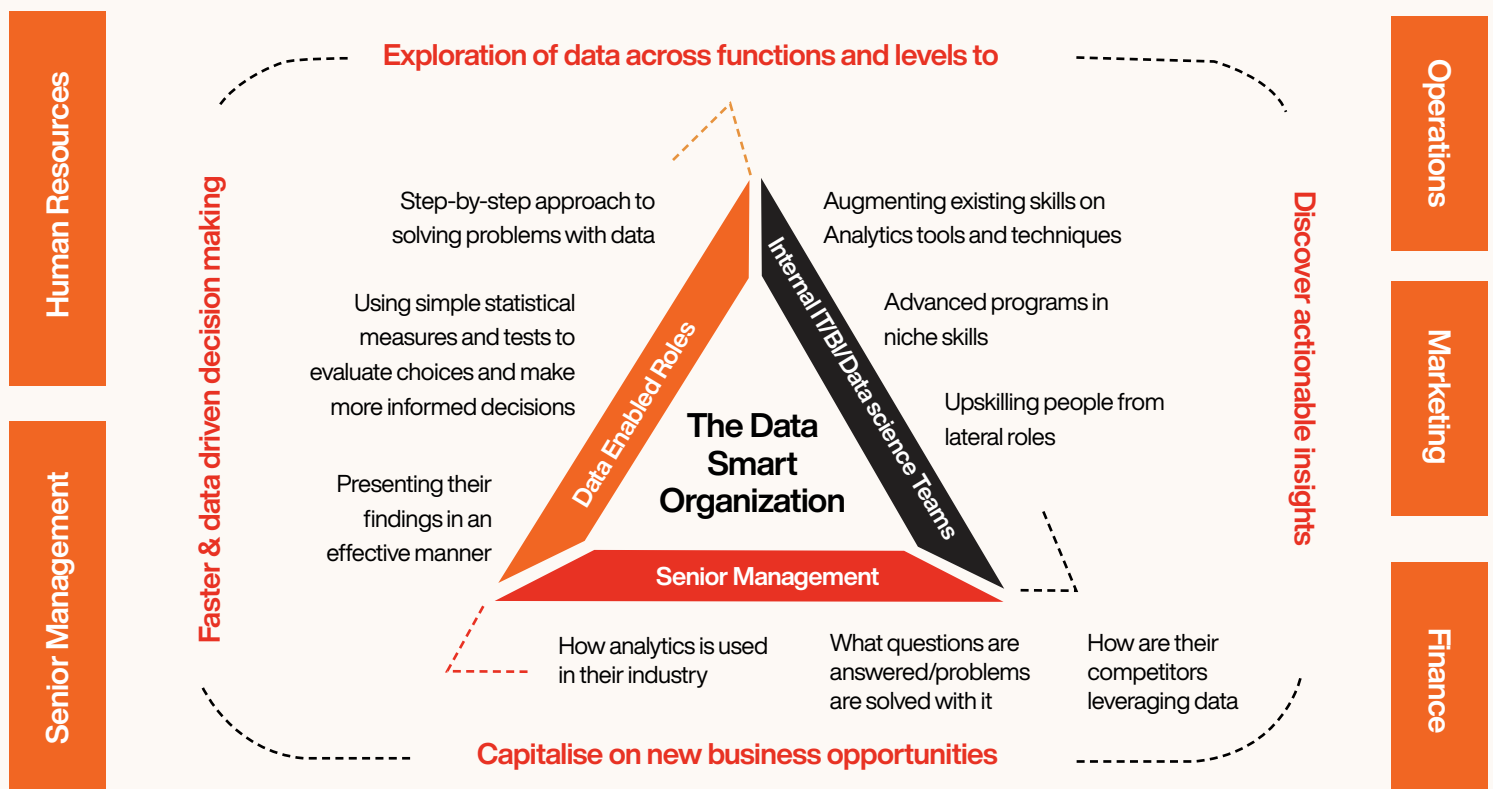 Exploration of data across functions and levels to
Human Resources
Senior Management
Faster & data driven decision making
Step-by-step approach to
solving problems with data
Using simple statistical
measures and tests to
evaluate choices and make
more informed decisions
Presenting their
findings in an
effective manner
Data Enabled Roles
The Data
Smart
Organization
Internal IT/BI/Data science Teams
Augmenting existing skills on
Analytics tools and techniques
Advanced programs in
niche skills
Upskilling people from
lateral roles
Senior Management
How analytics is used
in their industry
What questions are
answered/problems
are solved with it
How are their
competitors
leveraging data
Discover actionable insights
Capitalise on new business opportunities
Operations
Marketing
Finance